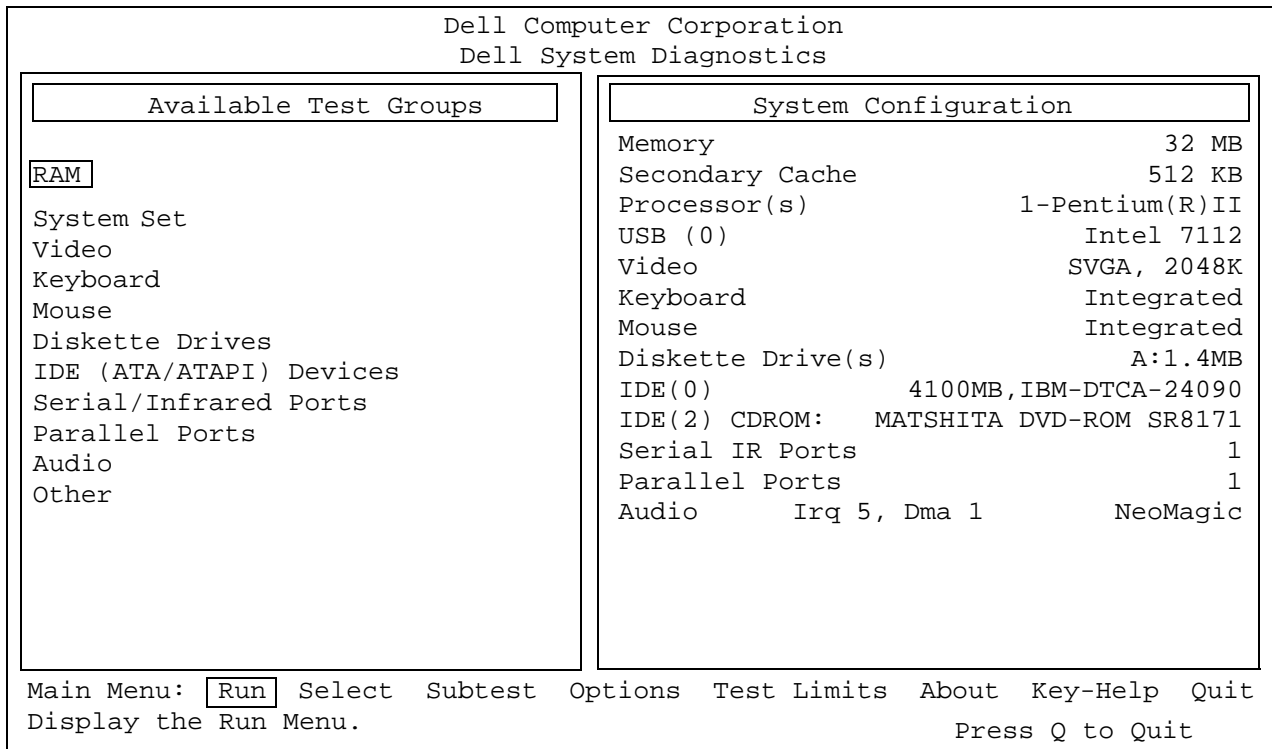 Dell Computer Corporation
Dell System Diagnostics
Available Test Groups
RAM
System Set
Video
Keyboard
Mouse
Diskette Drives
IDE (ATA/ATAPI) Devices
Serial/Infrared Ports
Parallel Ports
Audio
Other
System Configuration
Memory 32 MB
Secondary Cache 512 KB
Processor(s) 1-Pentium(R)II
USB (0) Intel 7112
Video SVGA, 2048K
Keyboard Integrated
Mouse Integrated
Diskette Drive(s) A:1.4MB
IDE(0) 4100MB,IBM-DTCA-24090
IDE(2) CDROM: MATSHITA DVD-ROM SR8171
Serial IR Ports 1
Parallel Ports 1
Audio Irq 5, Dma 1 NeoMagic
Main Menu: Run Select Subtest Options Test Limits About Key-Help Quit
Display the Run Menu. Press Q to Quit